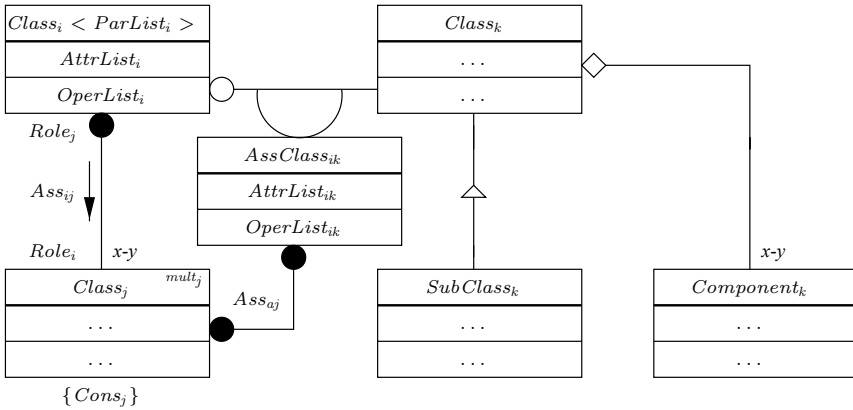 Class_i < ParList_i >
AttrList_i
OperList_i
Class_k
. . .
. . .
Role_j
Ass_ij
Role_i
x-y
AssClass_ik
AttrList_ik
OperList_ik
Class_j
mult_j
. . .
. . .
{Cons_j}
Ass_aj
SubClass_k
. . .
. . .
x-y
Component_k
. . .
. . .